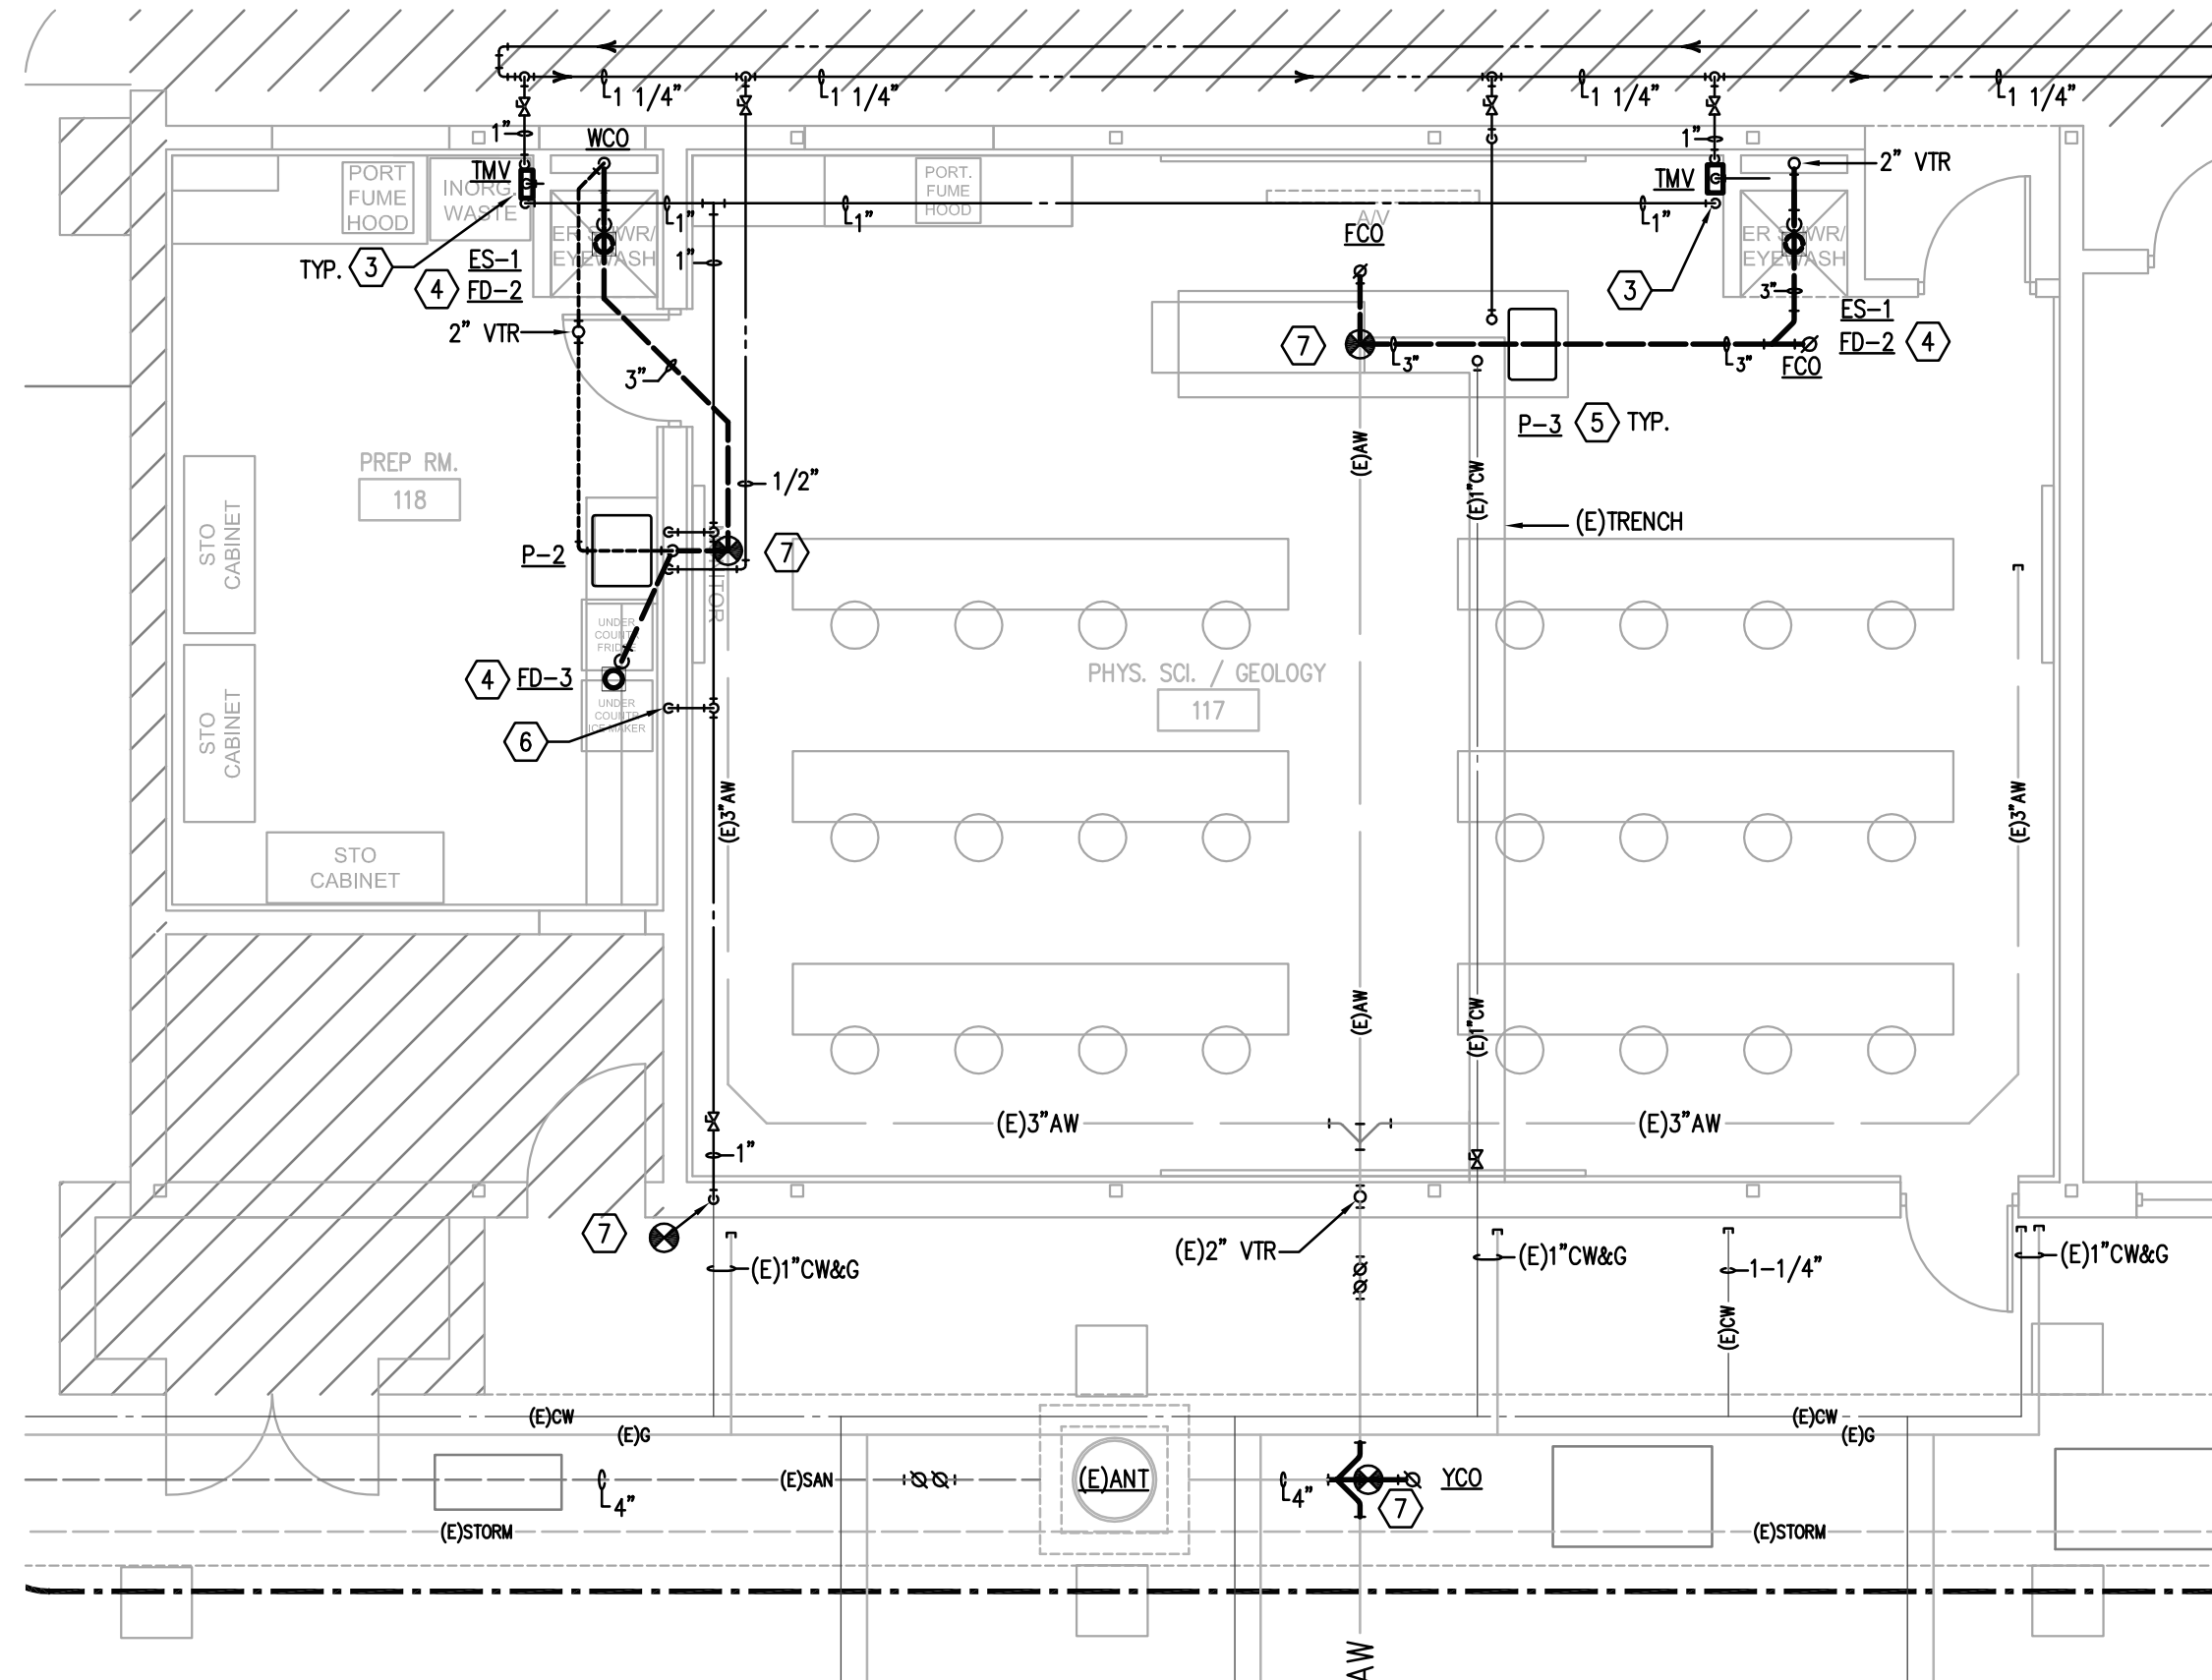 1 1/4"
1 1/4"
1 1/4"
1 1/4"
1"
WCO
1"
2" VTR
TMV
PORT
FUME
HOOD
INORG.
WASTE
PORT.
FUME
HOOD
TMV
1"
1"
A/V
1"
FCO
ER SHWR/
EYEWASH
ER SHWR/
EYEWASH
TYP.
3
4
ES-1
FD-2
1"
3
3"
ES-1
FD-2
4
2" VTR
7
3"
3"
FCO
3"
P-3
5
TYP.
(E)AW
(E)1"CW
PREP RM.
118
1/2"
(E)TRENCH
STO
CABINET
P-2
7
UNDER
COUNTR
FRIDGE
4
FD-3
PHYS. SCI. / GEOLOGY
117
STO
CABINET
UNDER
COUNTR
ICE MAKER
6
(E)3"AW
(E)3"AW
STO
CABINET
(E)AW
(E)1"CW
(E)3"AW
(E)3"AW
1"
7
(E)2" VTR
(E)1"CW&G
(E)1"CW&G
1-1/4"
(E)1"CW&G
(E)CW
(E)CW
(E)G
(E)CW
(E)G
(E)SAN
(E)ANT
YCO
4"
4"
7
(E)STORM
(E)STORM
AW